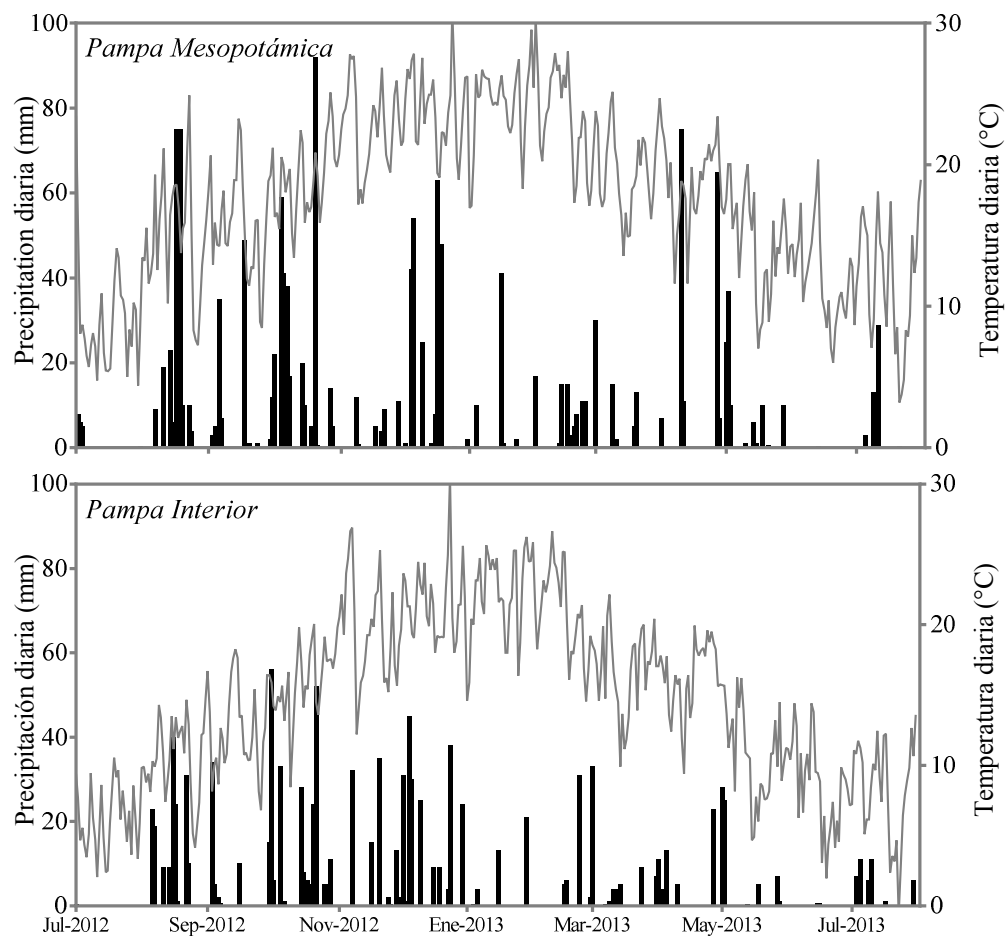 Pampa Mesopotámica
Precipitation diaria (mm)
100
80
60
40
20
0
30
20
10
0
Temperatura diaria (°C)
Pampa Interior
Precipitación diaria (mm)
100
80
60
40
20
0
30
20
10
0
Temperatura diaria (°C)
Jul-2012
Sep-2012
Nov-2012
Ene-2013
Mar-2013
May-2013
Jul-2013